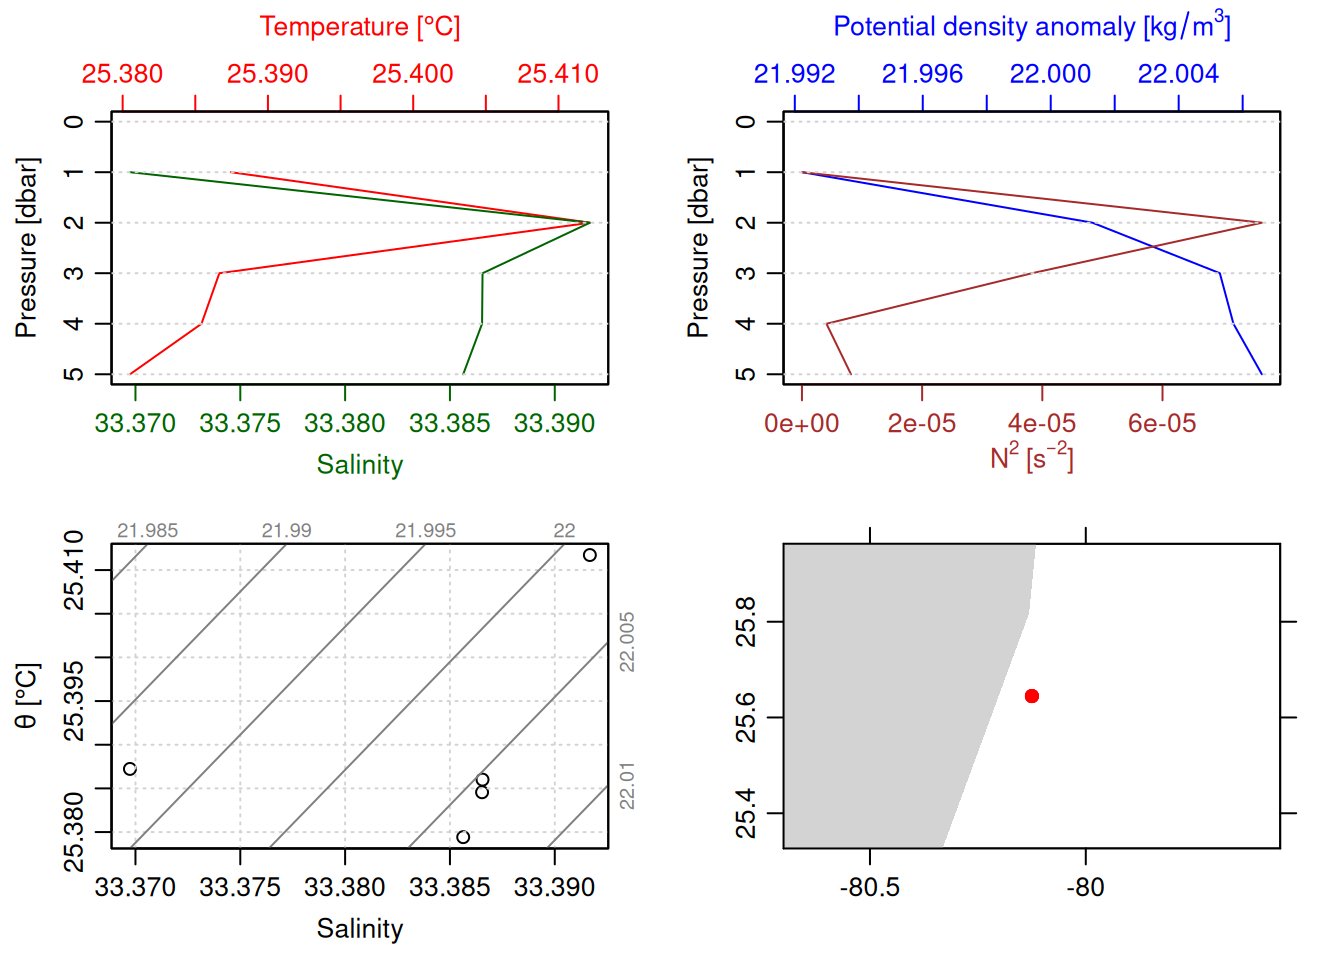 Temperature [°C]
25.380 25.390 25.400 25.410
Pressure [dbar]
0
1
2
3
4
5
33.370 33.375 33.380 33.385 33.390
Salinity
Potential density anomaly [kg/m³]
21.992 21.996 22.000 22.004
Pressure [dbar]
0
1
2
3
4
5
0e+00 2e-05 4e-05 6e-05
N² [s⁻²]
21.985 21.99 21.995 22
22.005
22.01
θ [°C]
25.410
25.395
25.380
33.370 33.375 33.380 33.385 33.390
Salinity
25.8
25.6
25.4
-80.5 -80